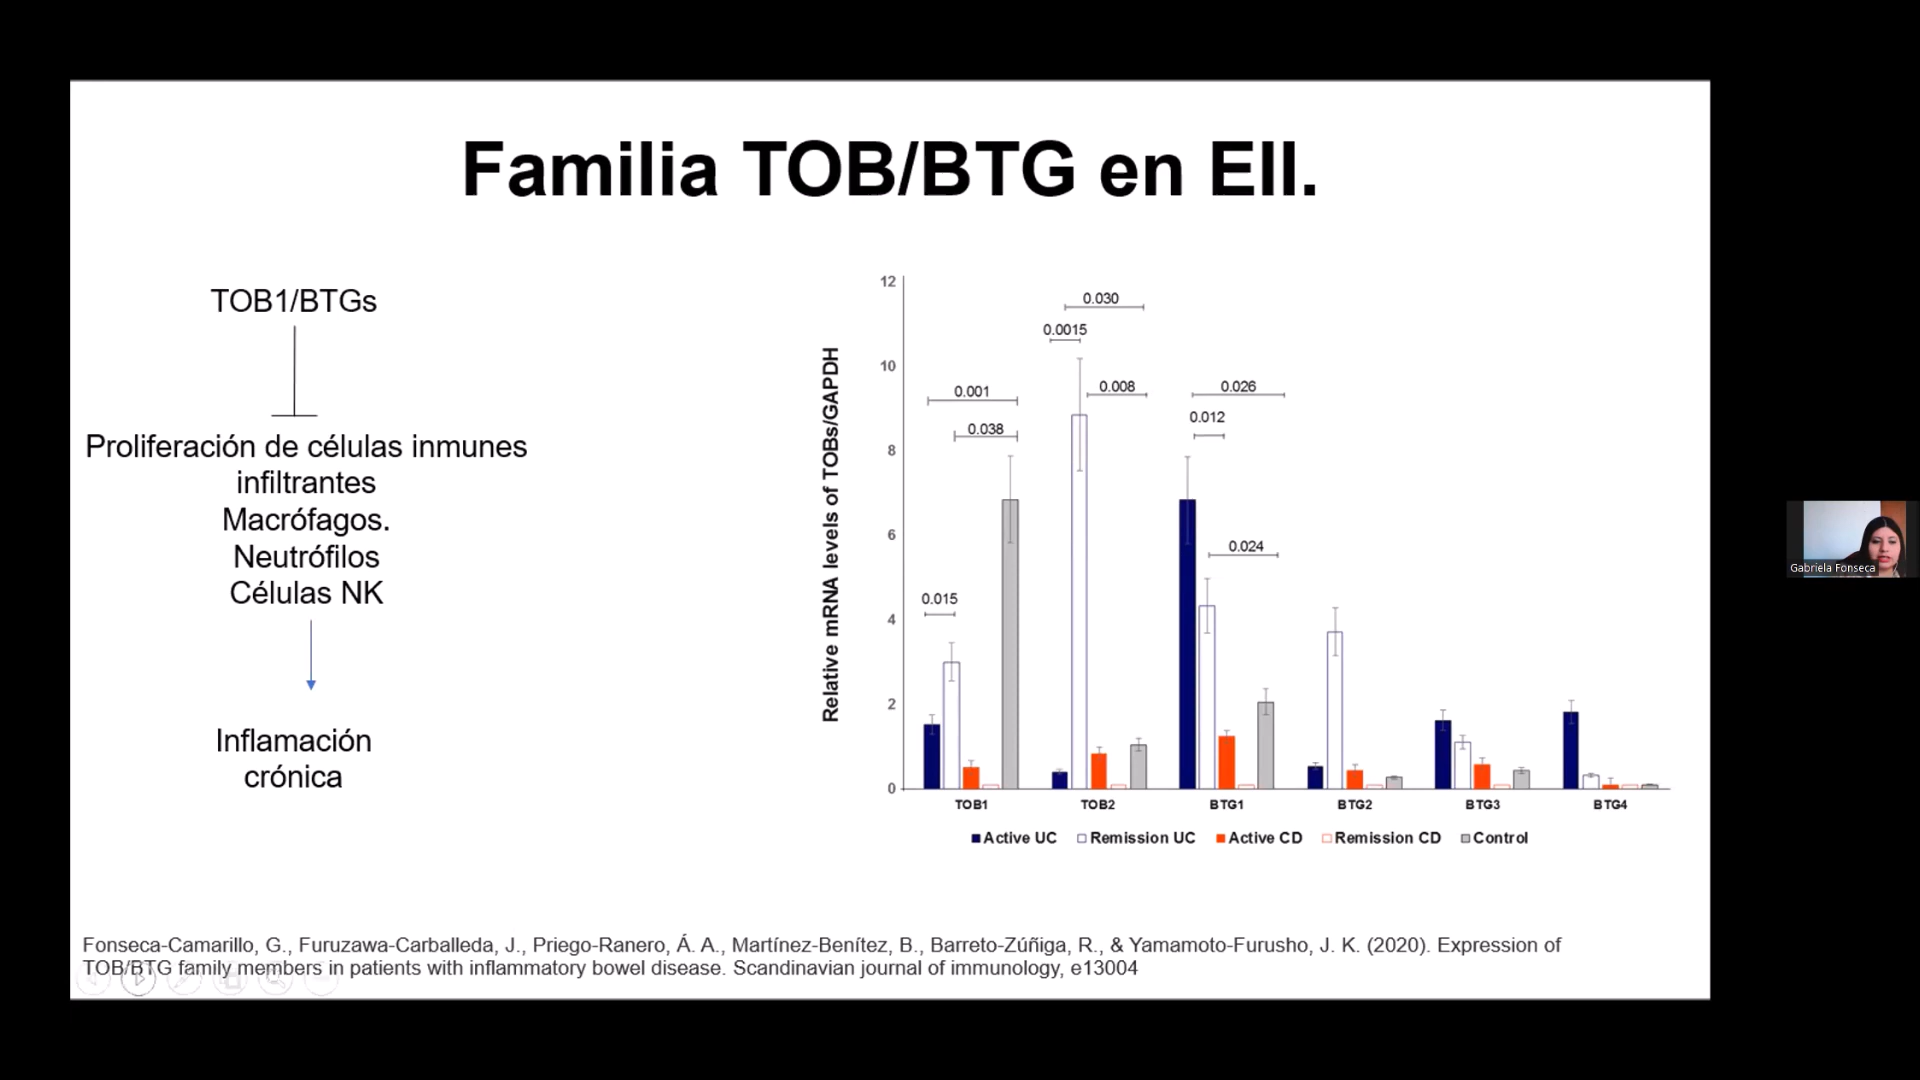 Familia TOB/BTG en EII.
TOB1/BTGs
Proliferación de células inmunes
infiltrantes
Macrófagos.
Neutrófilos
Células NK
Inflamación
crónica
Relative mRNA levels of TOBs/GAPDH
12
10
8
6
4
2
0
0.030
0.0015
0.001
0.008
0.026
0.012
0.038
0.024
0.015
TOB1 TOB2 BTG1 BTG2 BTG3 BTG4
Active UC Remission UC Active CD Remission CD Control
Gabriela Fonseca
Fonseca-Camarillo, G., Furuzawa-Carballeda, J., Priego-Ranero, Á. A., Martínez-Benítez, B., Barreto-Zúñiga, R., & Yamamoto-Furusho, J. K. (2020). Expression of
TOB/BTG family members in patients with inflammatory bowel disease. Scandinavian journal of immunology, e13004